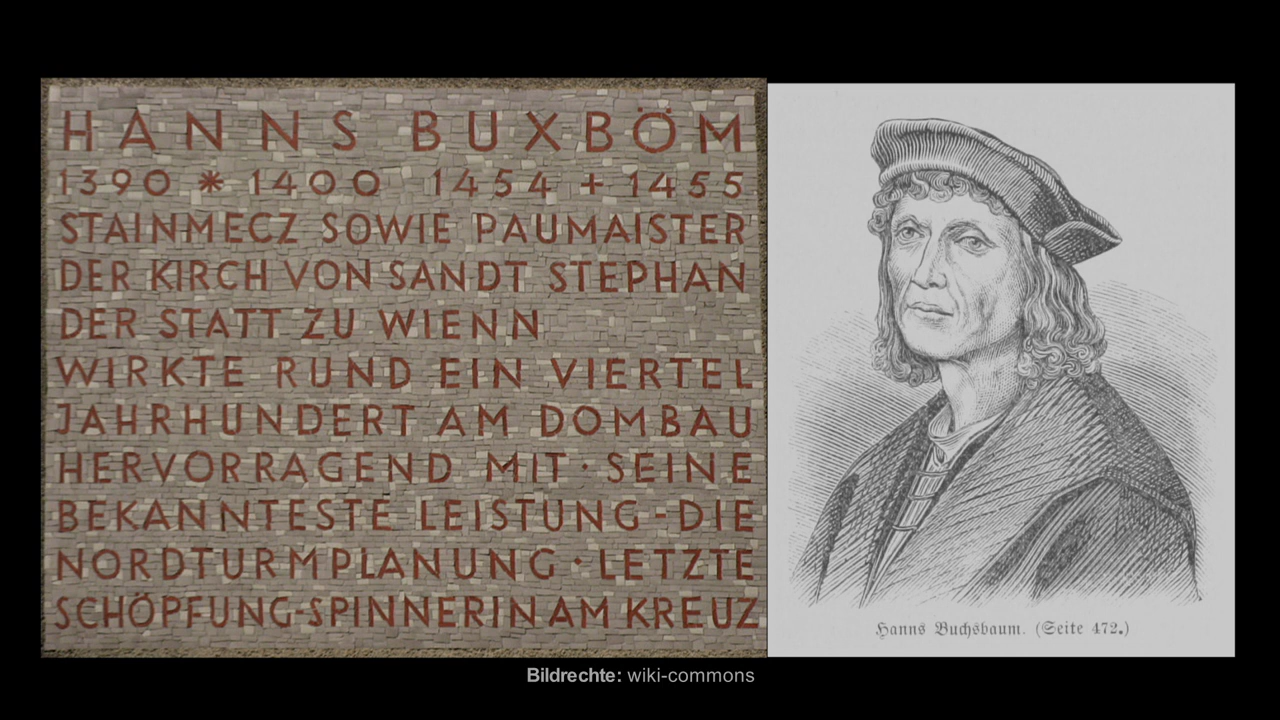 HANNS BUXBÖM
1390 * 1400 1454 + 1455
STAINMECZ SOWIE PAUMAISTER
DER KIRCH VON SANDT STEPHAN
DER STATT ZU WIENN
WIRKTE RUND EIN VIERTEL
JAHRHUNDERT AM DOMBAU
HERVORRAGEND MIT · SEINE
BEKANNTESTE LEISTUNG - DIE
NORDTURMPLANUNG · LETZTE
SCHÖPFUNG-SPINNERIN AM KREUZ
Hanns Buchsbaum. (Seite 472.)
Bildrechte: wiki-commons